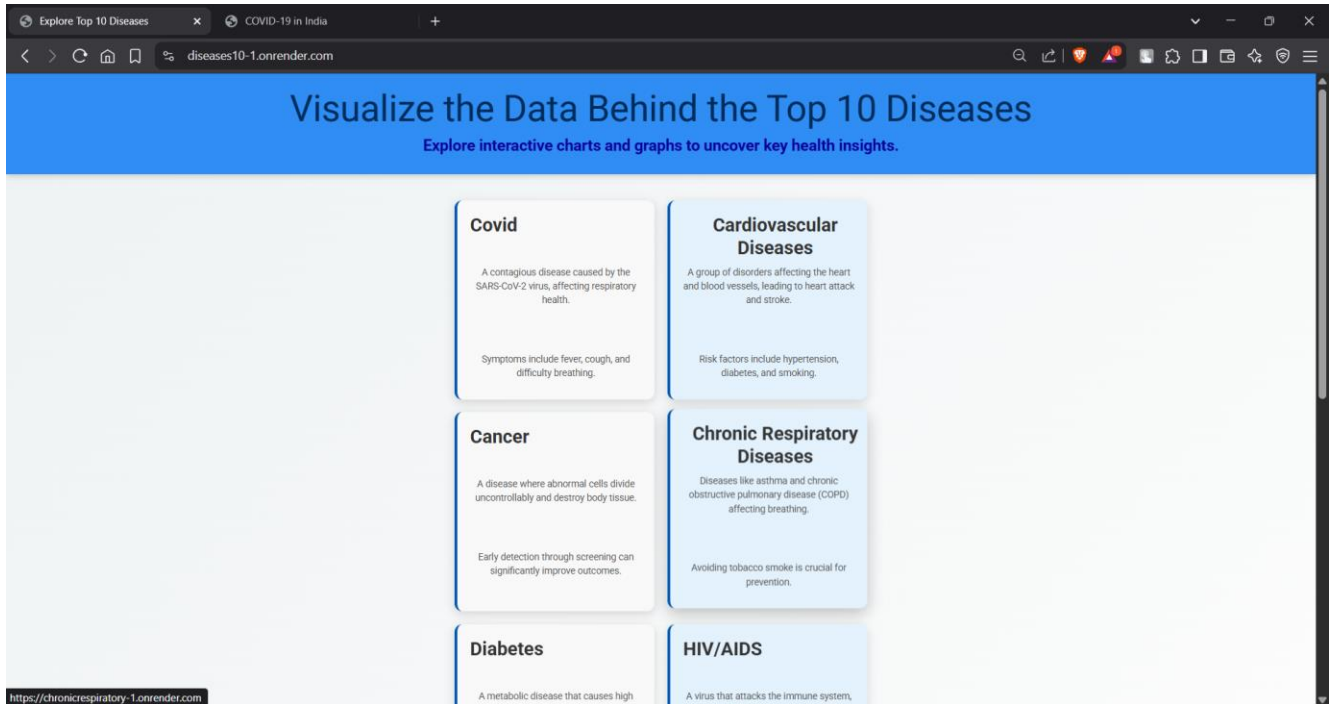 Explore Top 10 Diseases
COVID-19 in India
diseases10-1.onrender.com
Visualize the Data Behind the Top 10 Diseases
Explore interactive charts and graphs to uncover key health insights.
Covid
A contagious disease caused by the
SARS-CoV-2 virus, affecting respiratory
health.
Symptoms include fever, cough, and
difficulty breathing.
Cardiovascular
Diseases
A group of disorders affecting the heart
and blood vessels, leading to heart attack
and stroke.
Risk factors include hypertension,
diabetes, and smoking.
Cancer
A disease where abnormal cells divide
uncontrollably and destroy body tissue.
Early detection through screening can
significantly improve outcomes.
Chronic Respiratory
Diseases
Diseases like asthma and chronic
obstructive pulmonary disease (COPD)
affecting breathing.
Avoiding tobacco smoke is crucial for
prevention.
Diabetes
A metabolic disease that causes high
HIV/AIDS
A virus that attacks the immune system,
https://chronicrespiratory-1.onrender.com